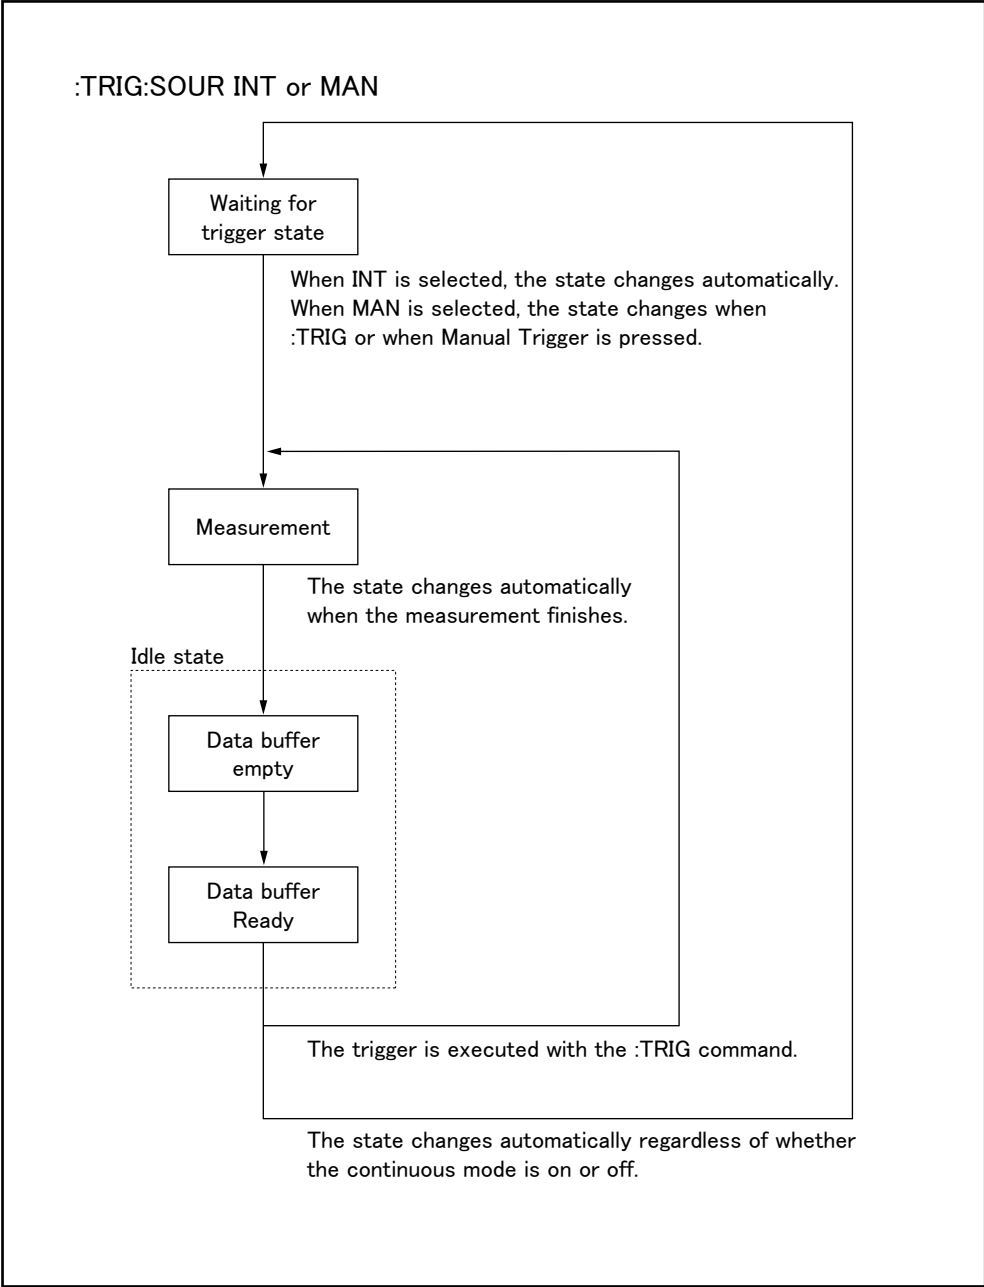 :TRIG:SOUR INT or MAN
Waiting for
trigger state
When INT is selected, the state changes automatically.
When MAN is selected, the state changes when
:TRIG or when Manual Trigger is pressed.
Measurement
The state changes automatically
when the measurement finishes.
Idle state
Data buffer
empty
Data buffer
Ready
The trigger is executed with the :TRIG command.
The state changes automatically regardless of whether
the continuous mode is on or off.